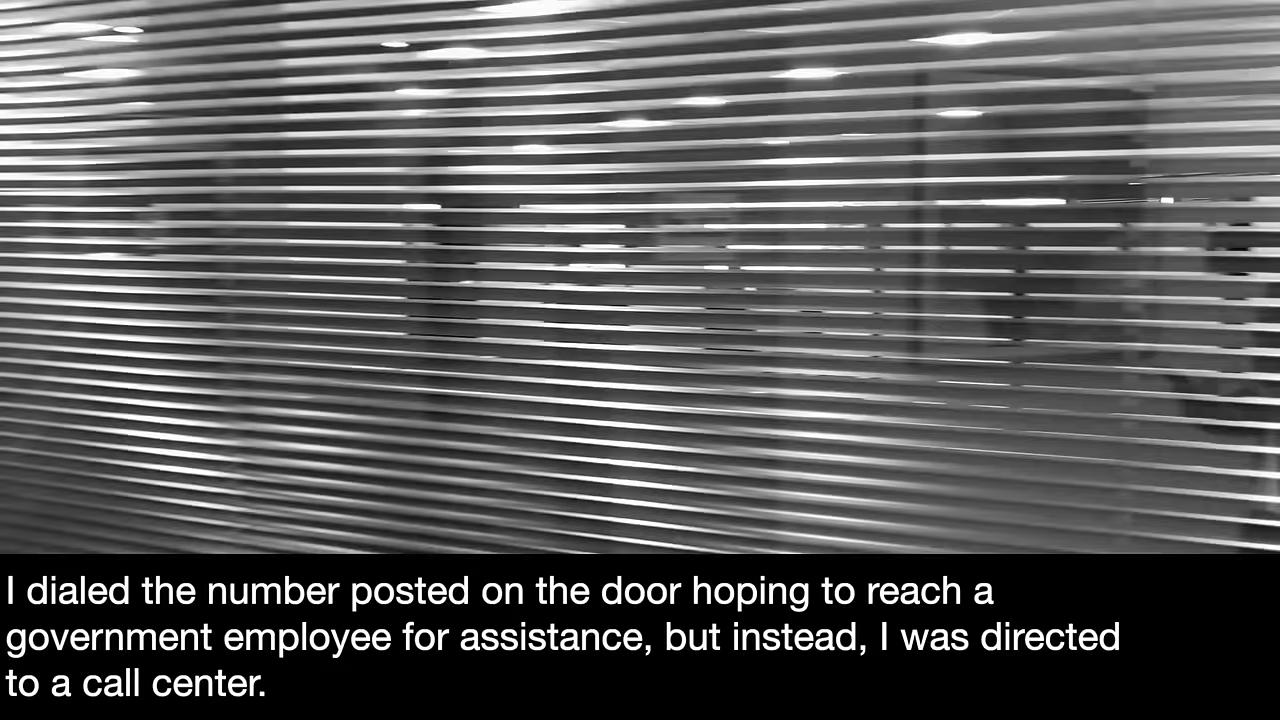 I dialed the number posted on the door hoping to reach a
government employee for assistance, but instead, I was directed
to a call center.